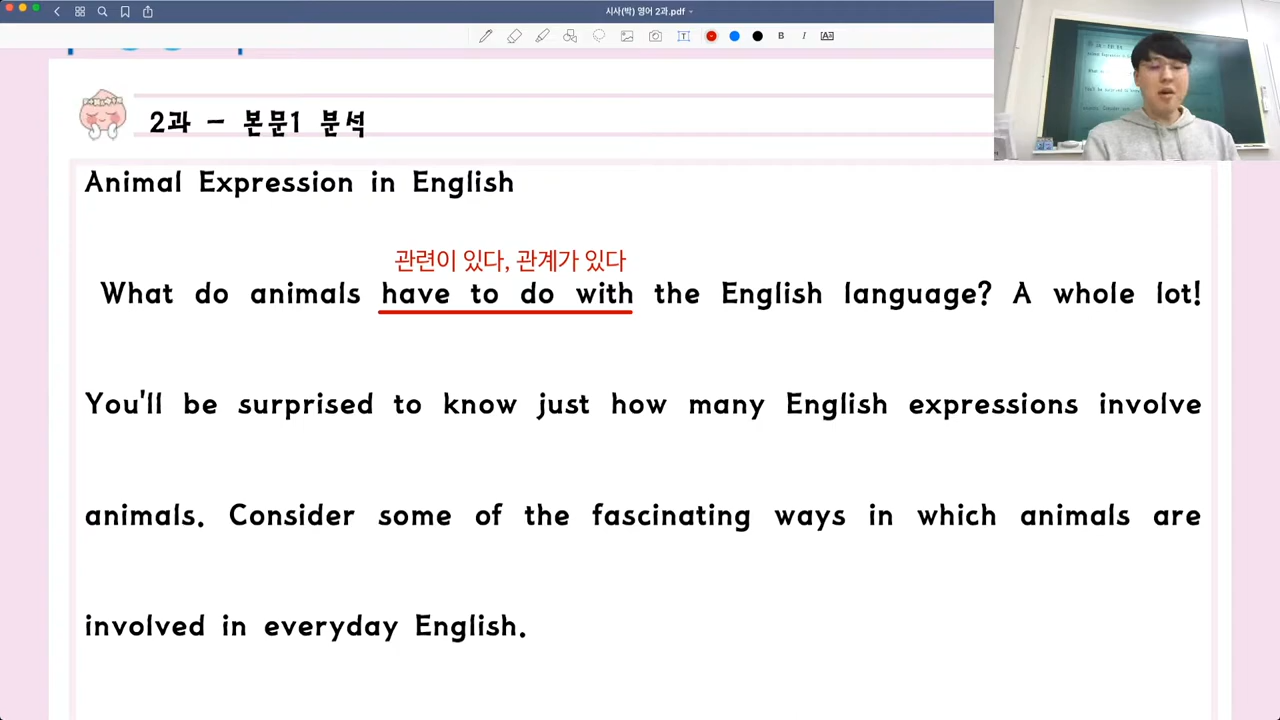 시사(박) 영어 2과.pdf
2과 - 본문1 분석
Animal Expression in English
관련이 있다, 관계가 있다
What do animals have to do with the English language? A whole lot!
You'll be surprised to know just how many English expressions involve
animals. Consider some of the fascinating ways in which animals are
involved in everyday English.